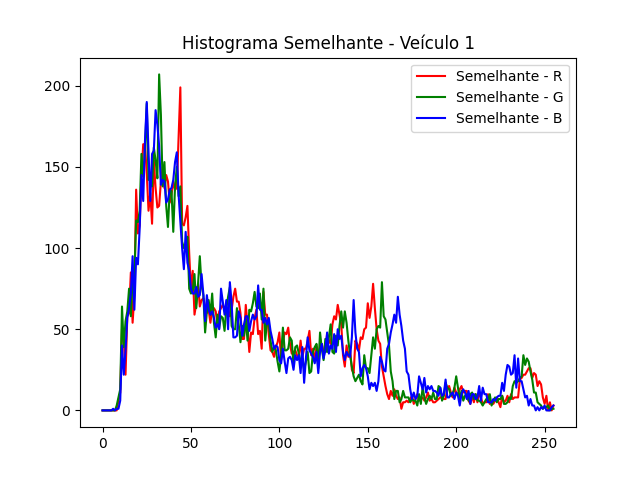 Histograma Semelhante - Veículo 1
Semelhante - R
Semelhante - G
Semelhante - B
200
150
100
50
0
0 50 100 150 200 250